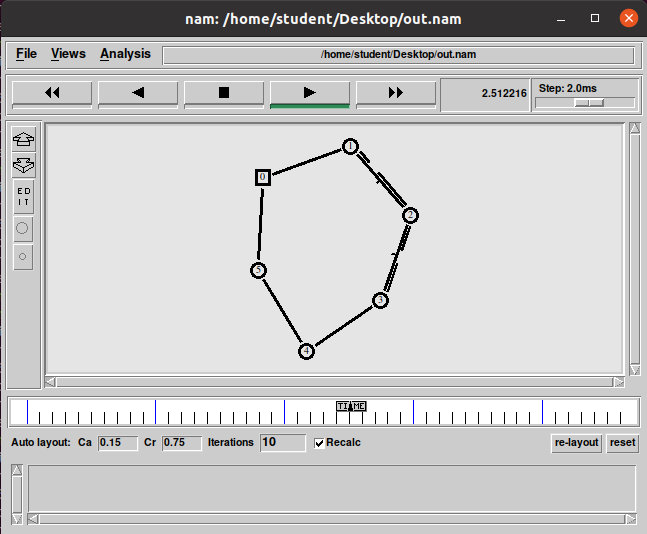 nam: /home/student/Desktop/out.nam
File Views Analysis /home/student/Desktop/out.nam
2.512216 Step: 2.0ms
ED
IT
1
0
2
5
3
4
TIME
Auto layout: Ca 0.15 Cr 0.75 Iterations 10 Recalc re-layout reset